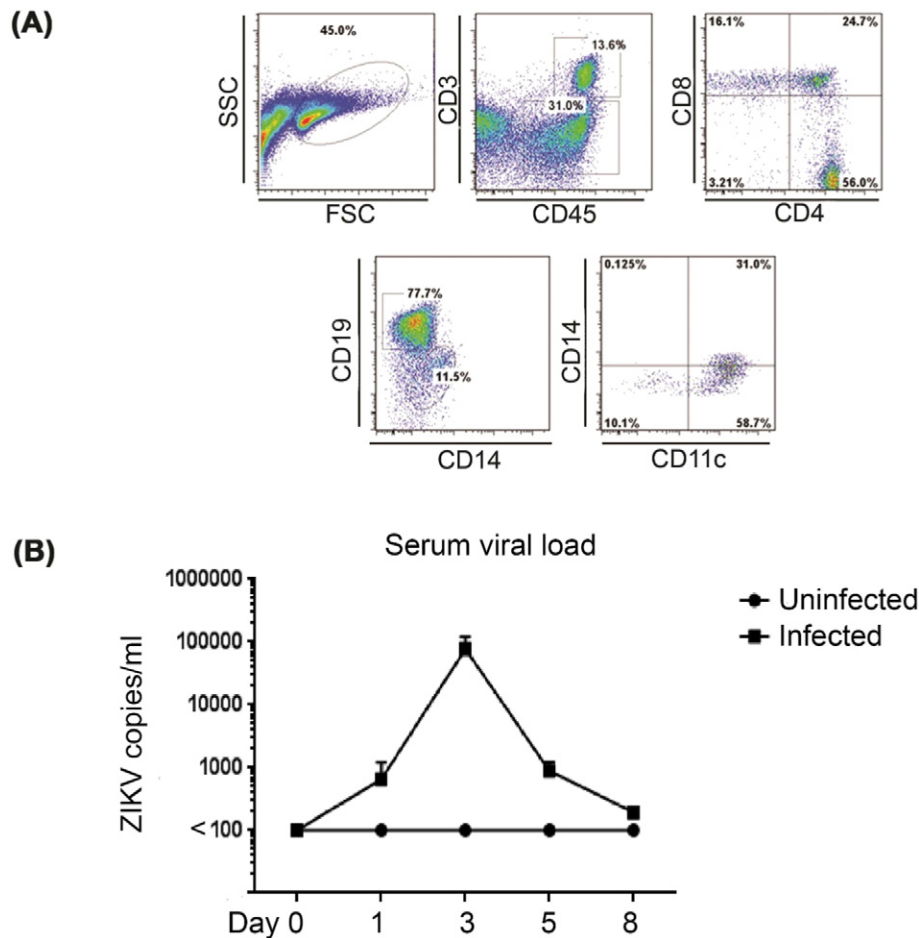 (A)
45.0%
SSC
FSC
13.6%
31.0%
CD3
CD45
16.1%
24.7%
CD8
3.21%
56.0%
CD4
77.7%
CD19
11.5%
CD14
0.125%
31.0%
CD14
10.1%
58.7%
CD11c
(B)
Serum viral load
1000000
100000
10000
1000
< 100
ZIKV copies/ml
Uninfected
Infected
Day 0 1 3 5 8